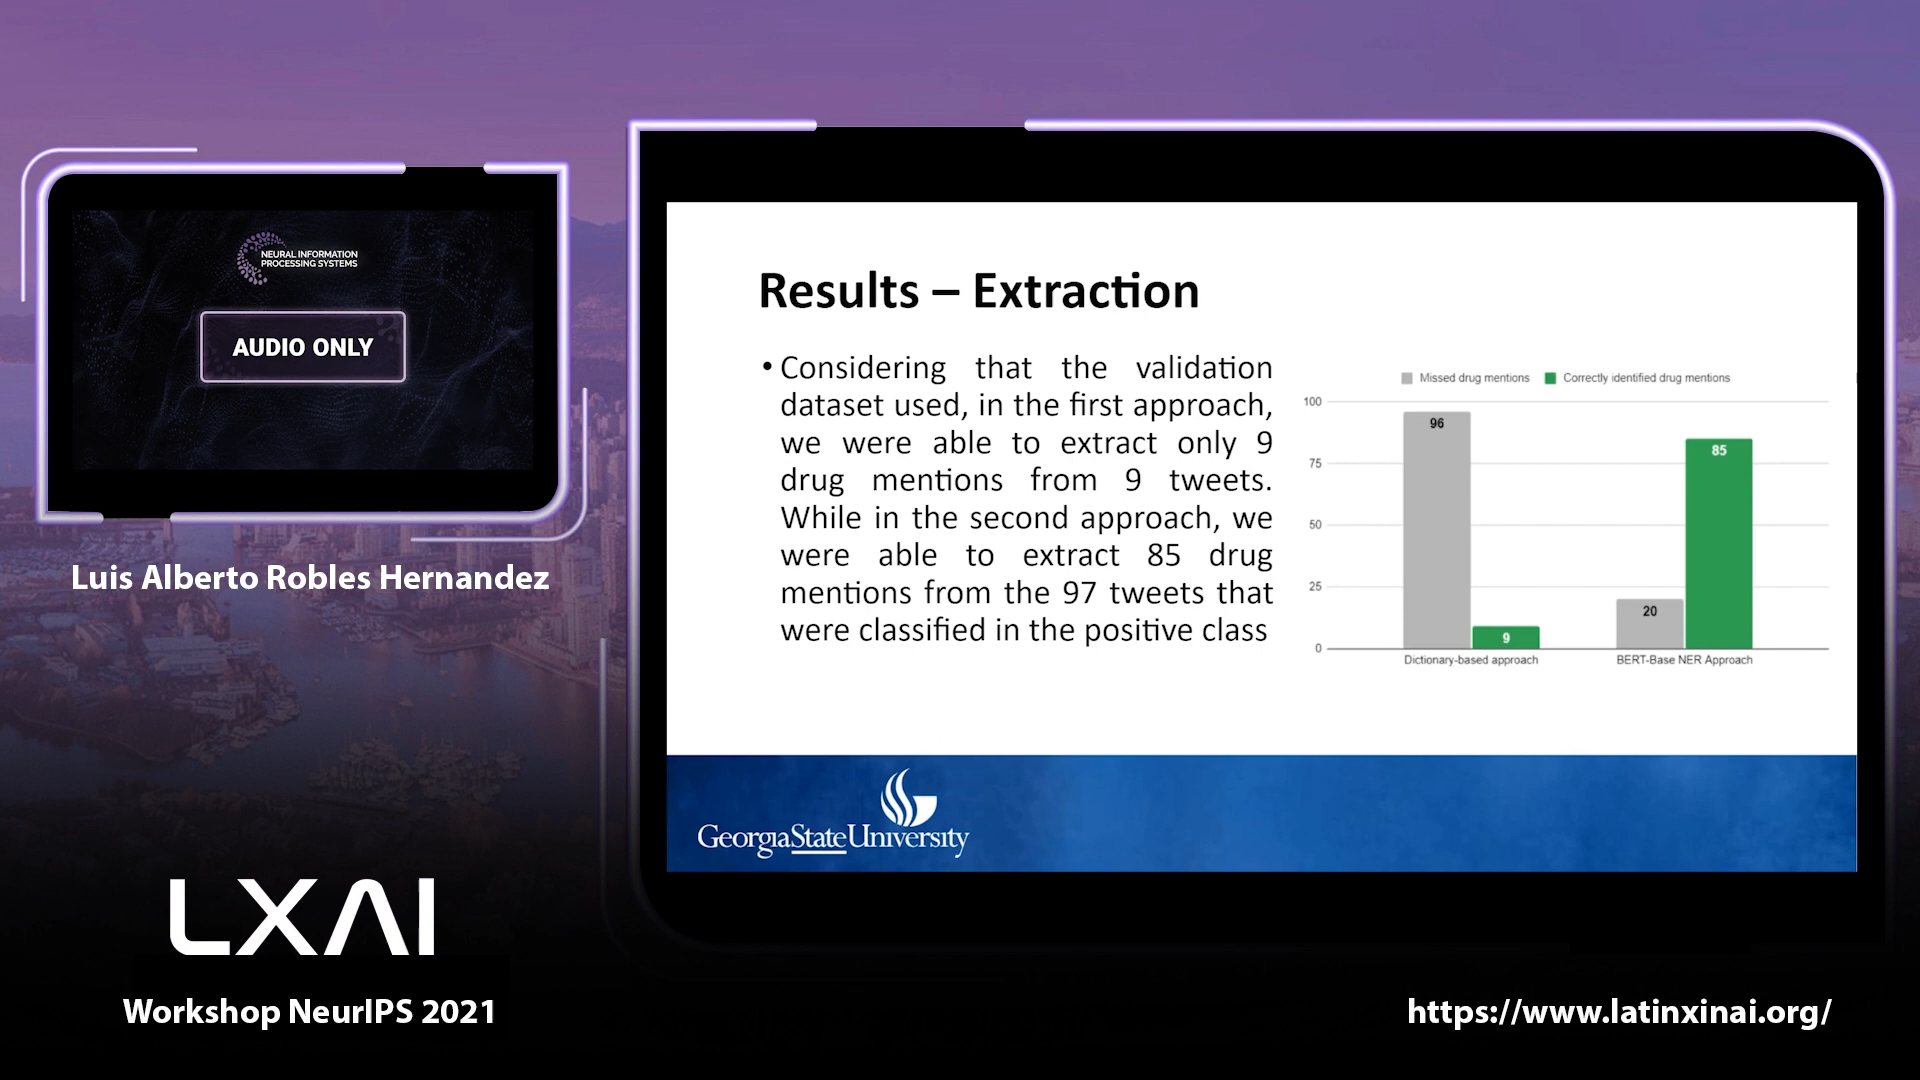 NEURAL INFORMATION
PROCESSING SYSTEMS
AUDIO ONLY
Luis Alberto Robles Hernandez
LXAI
Workshop NeurIPS 2021
Results – Extraction
• Considering that the validation
dataset used, in the first approach,
we were able to extract only 9
drug mentions from 9 tweets.
While in the second approach, we
were able to extract 85 drug
mentions from the 97 tweets that
were classified in the positive class
Missed drug mentions Correctly identified drug mentions
100
75
50
25
0
96
9
20
85
Dictionary-based approach
BERT-Base NER Approach
GeorgiaStateUniversity
https://www.latinxinai.org/